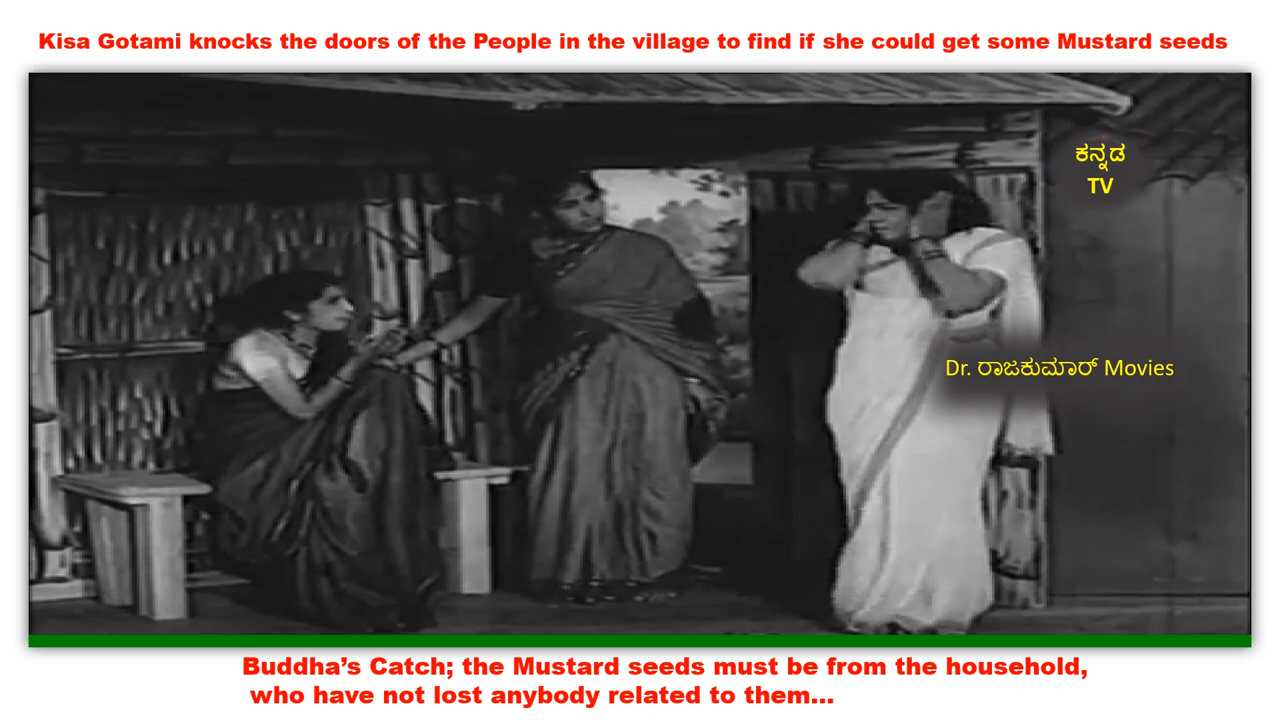 Kisa Gotami knocks the doors of the People in the village to find if she could get some Mustard seeds
ಕನ್ನಡ
TV
Dr. ರಾಜಕುಮಾರ್ Movies
Buddha’s Catch; the Mustard seeds must be from the household,
who have not lost anybody related to them...